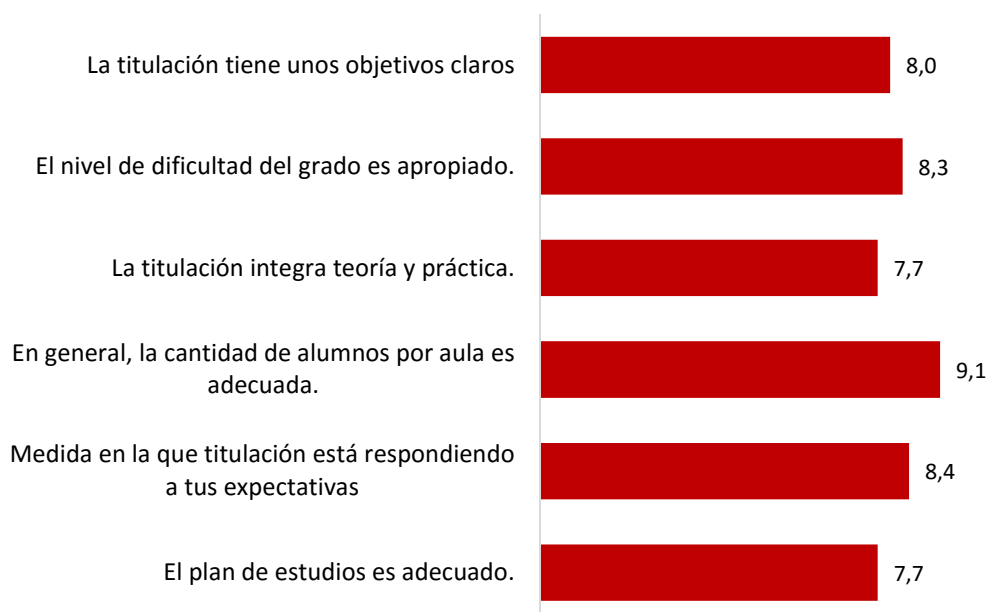 La titulación tiene unos objetivos claros
8,0
El nivel de dificultad del grado es apropiado.
8,3
La titulación integra teoría y práctica.
7,7
En general, la cantidad de alumnos por aula es
adecuada.
9,1
Medida en la que titulación está respondiendo
a tus expectativas
8,4
El plan de estudios es adecuado.
7,7